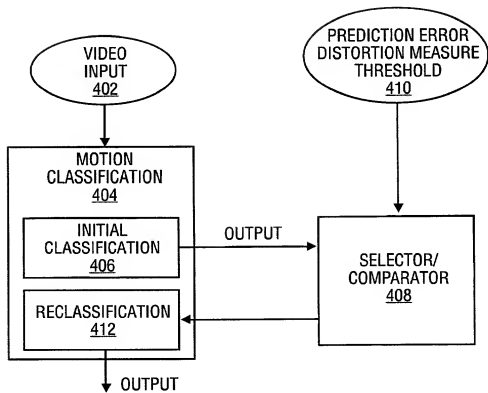 VIDEO
INPUT
402
PREDICTION ERROR
DISTORTION MEASURE
THRESHOLD
410
MOTION
CLASSIFICATION
404
INITIAL
CLASSIFICATION
406
OUTPUT
SELECTOR/
COMPARATOR
408
RECLASSIFICATION
412
OUTPUT